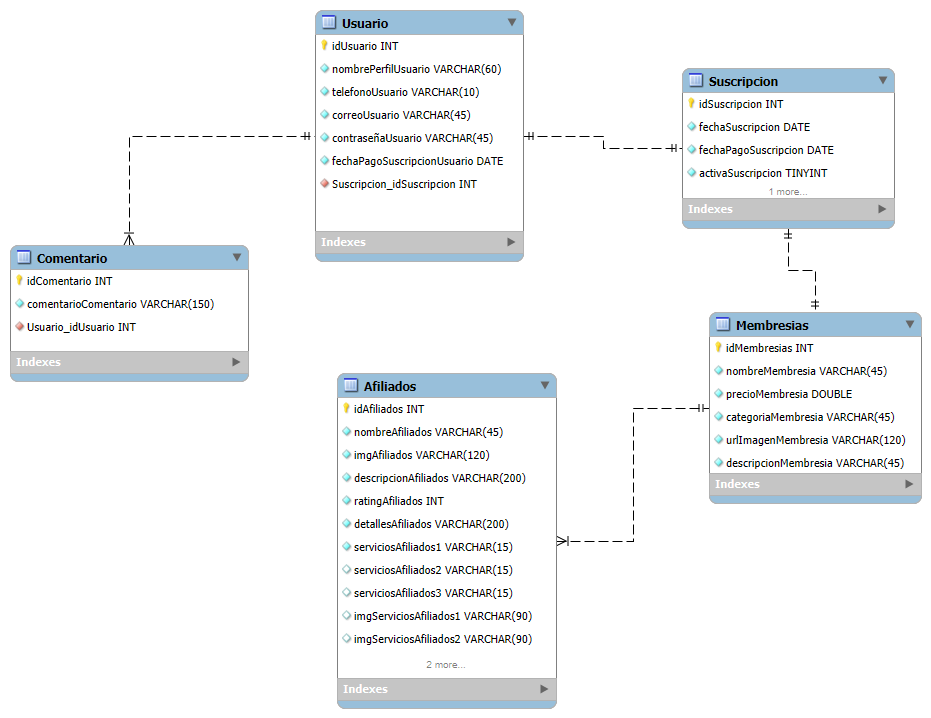 Usuario
idUsuario INT
nombrePerfilUsuario VARCHAR(60)
telefonoUsuario VARCHAR(10)
correoUsuario VARCHAR(45)
contraseñaUsuario VARCHAR(45)
fechaPagoSuscripcionUsuario DATE
Suscripcion_idSuscripcion INT
Indexes
Suscripcion
idSuscripcion INT
fechaSuscripcion DATE
fechaPagoSuscripcion DATE
activaSuscripcion TINYINT
1 more...
Indexes
Comentario
idComentario INT
comentarioComentario VARCHAR(150)
Usuario_idUsuario INT
Indexes
Membresias
idMembresias INT
nombreMembresia VARCHAR(45)
precioMembresia DOUBLE
categoriaMembresia VARCHAR(45)
urlImagenMembresia VARCHAR(120)
descripcionMembresia VARCHAR(45)
Indexes
Afiliados
idAfiliados INT
nombreAfiliados VARCHAR(45)
imgAfiliados VARCHAR(120)
descripcionAfiliados VARCHAR(200)
ratingAfiliados INT
detallesAfiliados VARCHAR(200)
serviciosAfiliados1 VARCHAR(15)
serviciosAfiliados2 VARCHAR(15)
serviciosAfiliados3 VARCHAR(15)
imgServiciosAfiliados1 VARCHAR(90)
imgServiciosAfiliados2 VARCHAR(90)
2 more...
Indexes